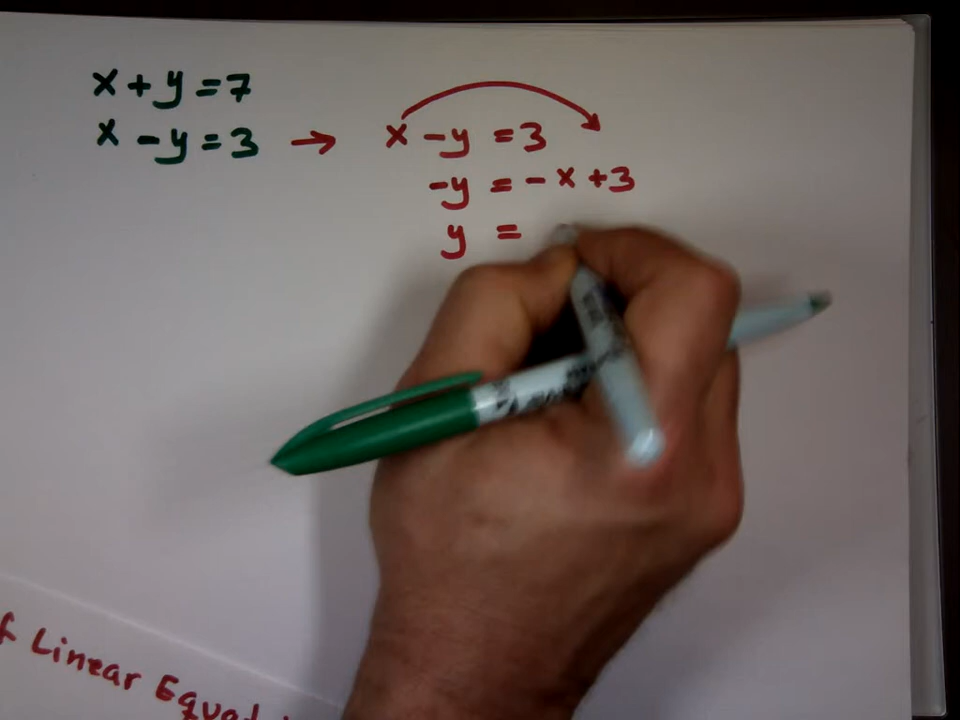 x + y = 7
x - y = 3 → x - y = 3
-y = -x + 3
y =
Linear